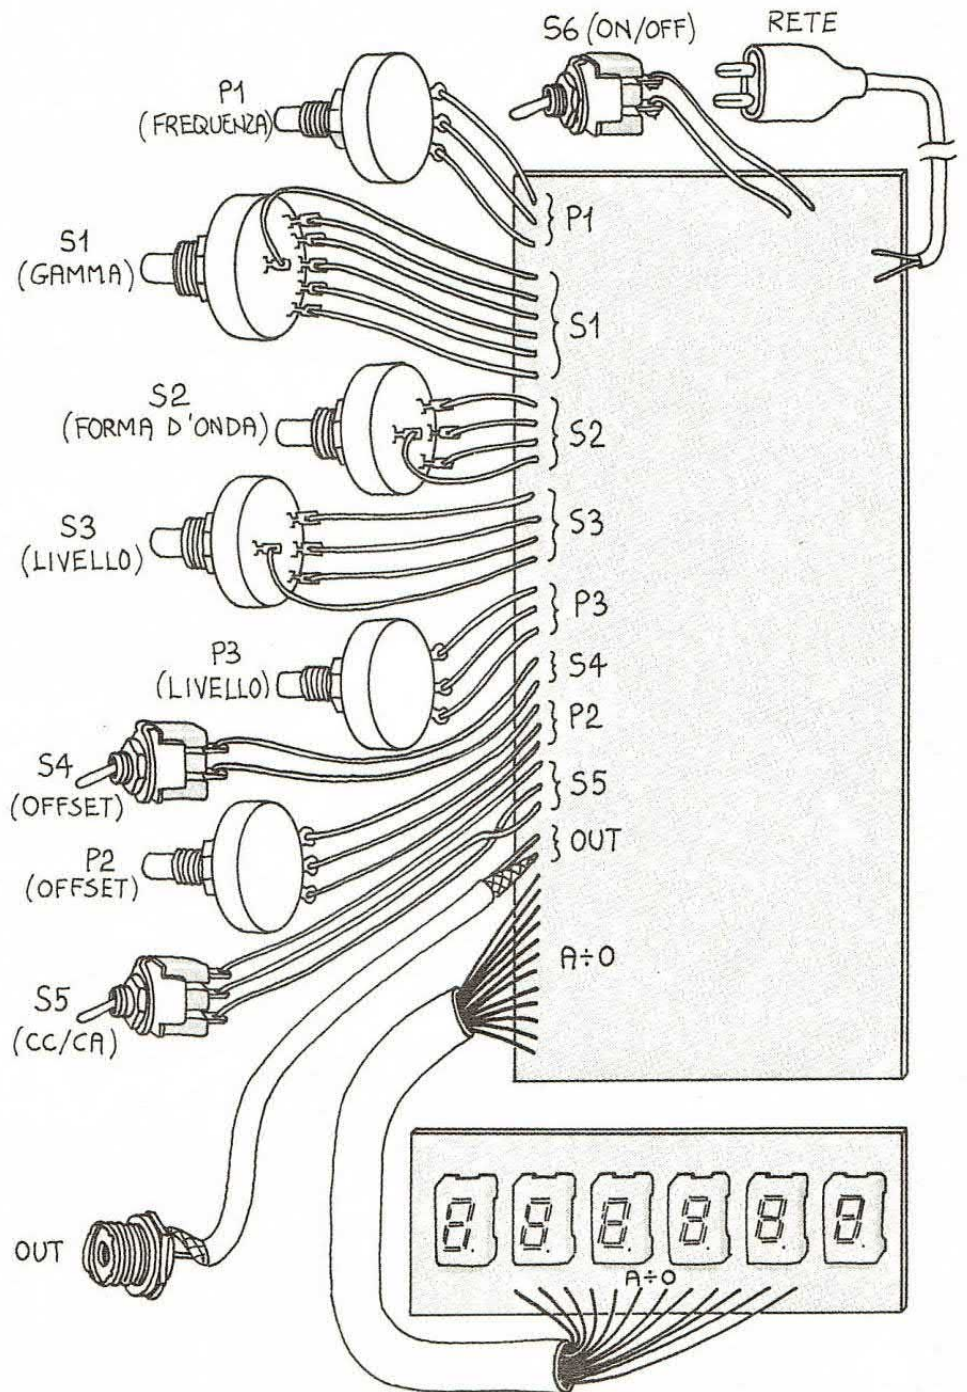 S6 (ON/OFF)
RETE
P1
(FREQUENZA)
P1
S1
(GAMMA)
S1
S2
(FORMA D'ONDA)
S2
S3
(LIVELLO)
S3
P3
P3
(LIVELLO)
S4
P2
S4
(OFFSET)
S5
P2
(OFFSET)
OUT
A÷O
S5
(CC/CA)
OUT
A÷O